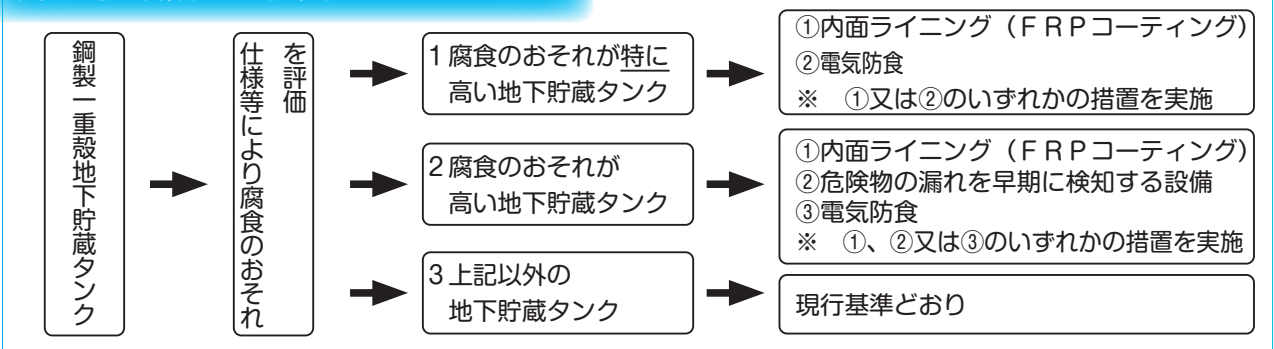 鋼製一重殻地下貯蔵タンク
仕様等により腐食のおそれ
を評価
1 腐食のおそれが特に
高い地下貯蔵タンク
①内面ライニング（ＦＲＰコーティング）
②電気防食
※　①又は②のいずれかの措置を実施
2 腐食のおそれが
高い地下貯蔵タンク
①内面ライニング（ＦＲＰコーティング）
②危険物の漏れを早期に検知する設備
③電気防食
※　①、②又は③のいずれかの措置を実施
3 上記以外の
地下貯蔵タンク
現行基準どおり